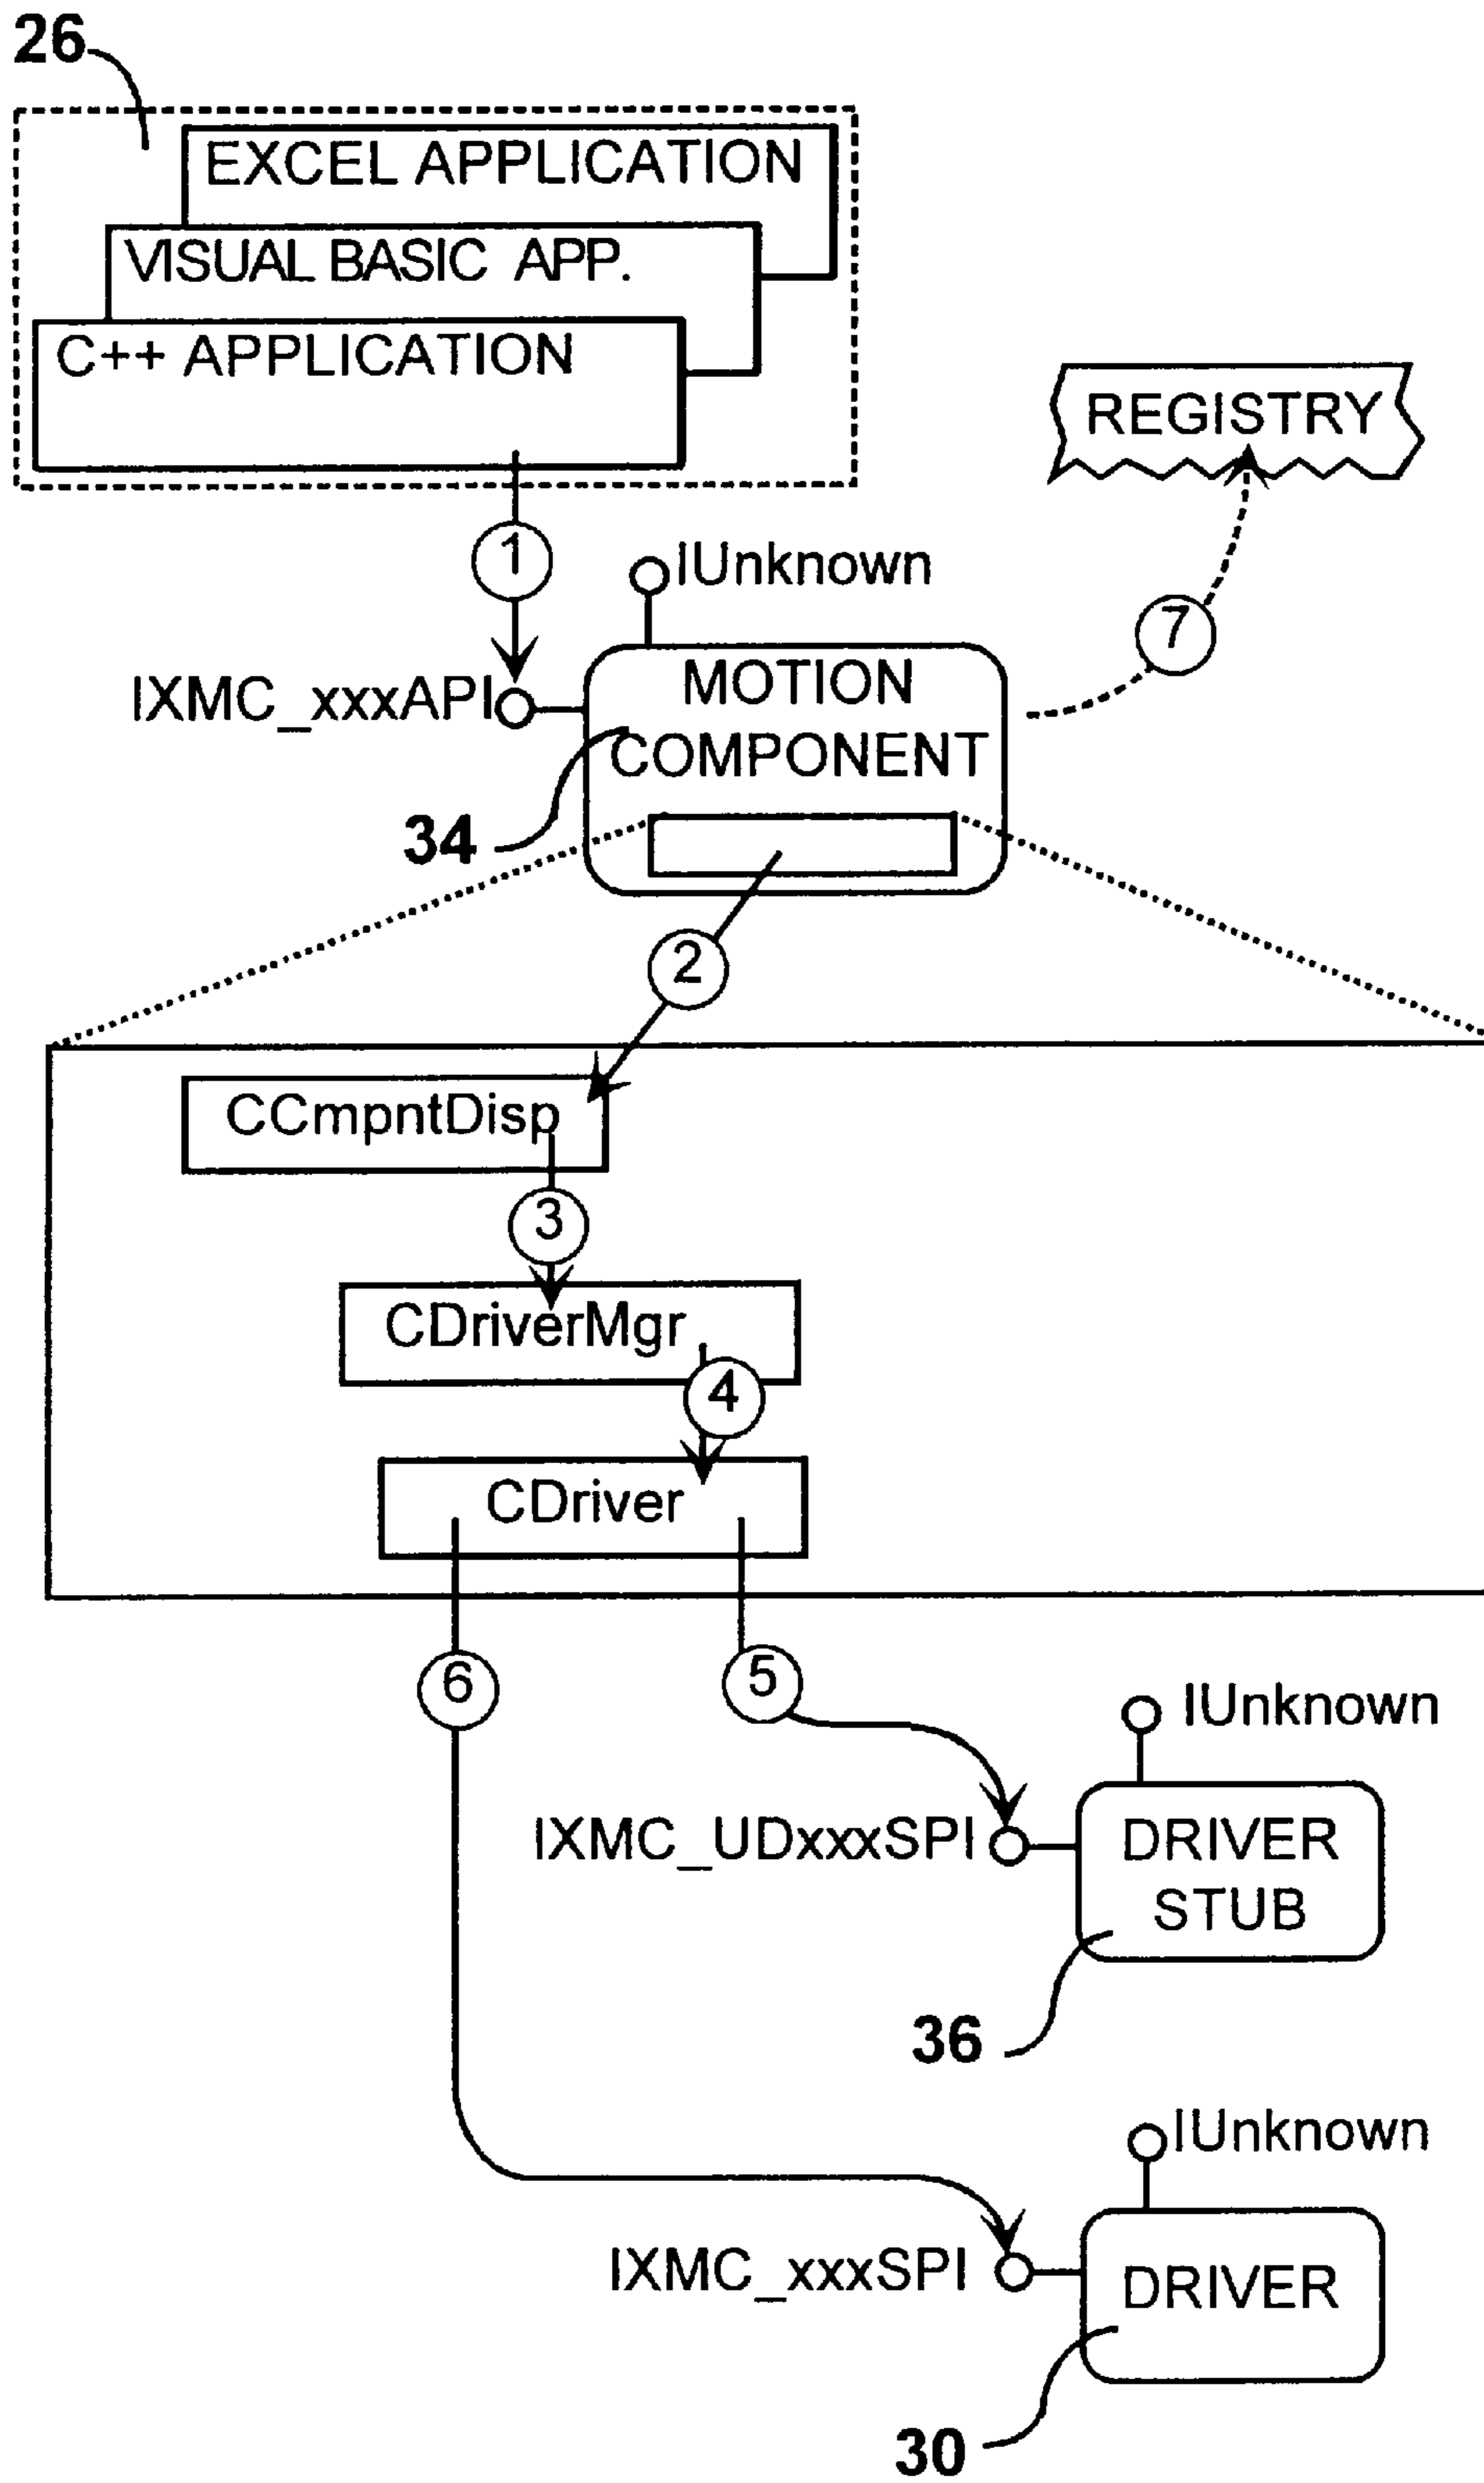 26
EXCEL APPLICATION
VISUAL BASIC APP.
C++ APPLICATION
REGISTRY
1
IUnknown
7
IXMC_xxxAPI
MOTION
COMPONENT
34
2
CCmpntDisp
3
CDriverMgr
4
CDriver
6
5
IUnknown
IXMC_UDxxxSPI
DRIVER
STUB
36
IUnknown
IXMC_xxxSPI
DRIVER
30